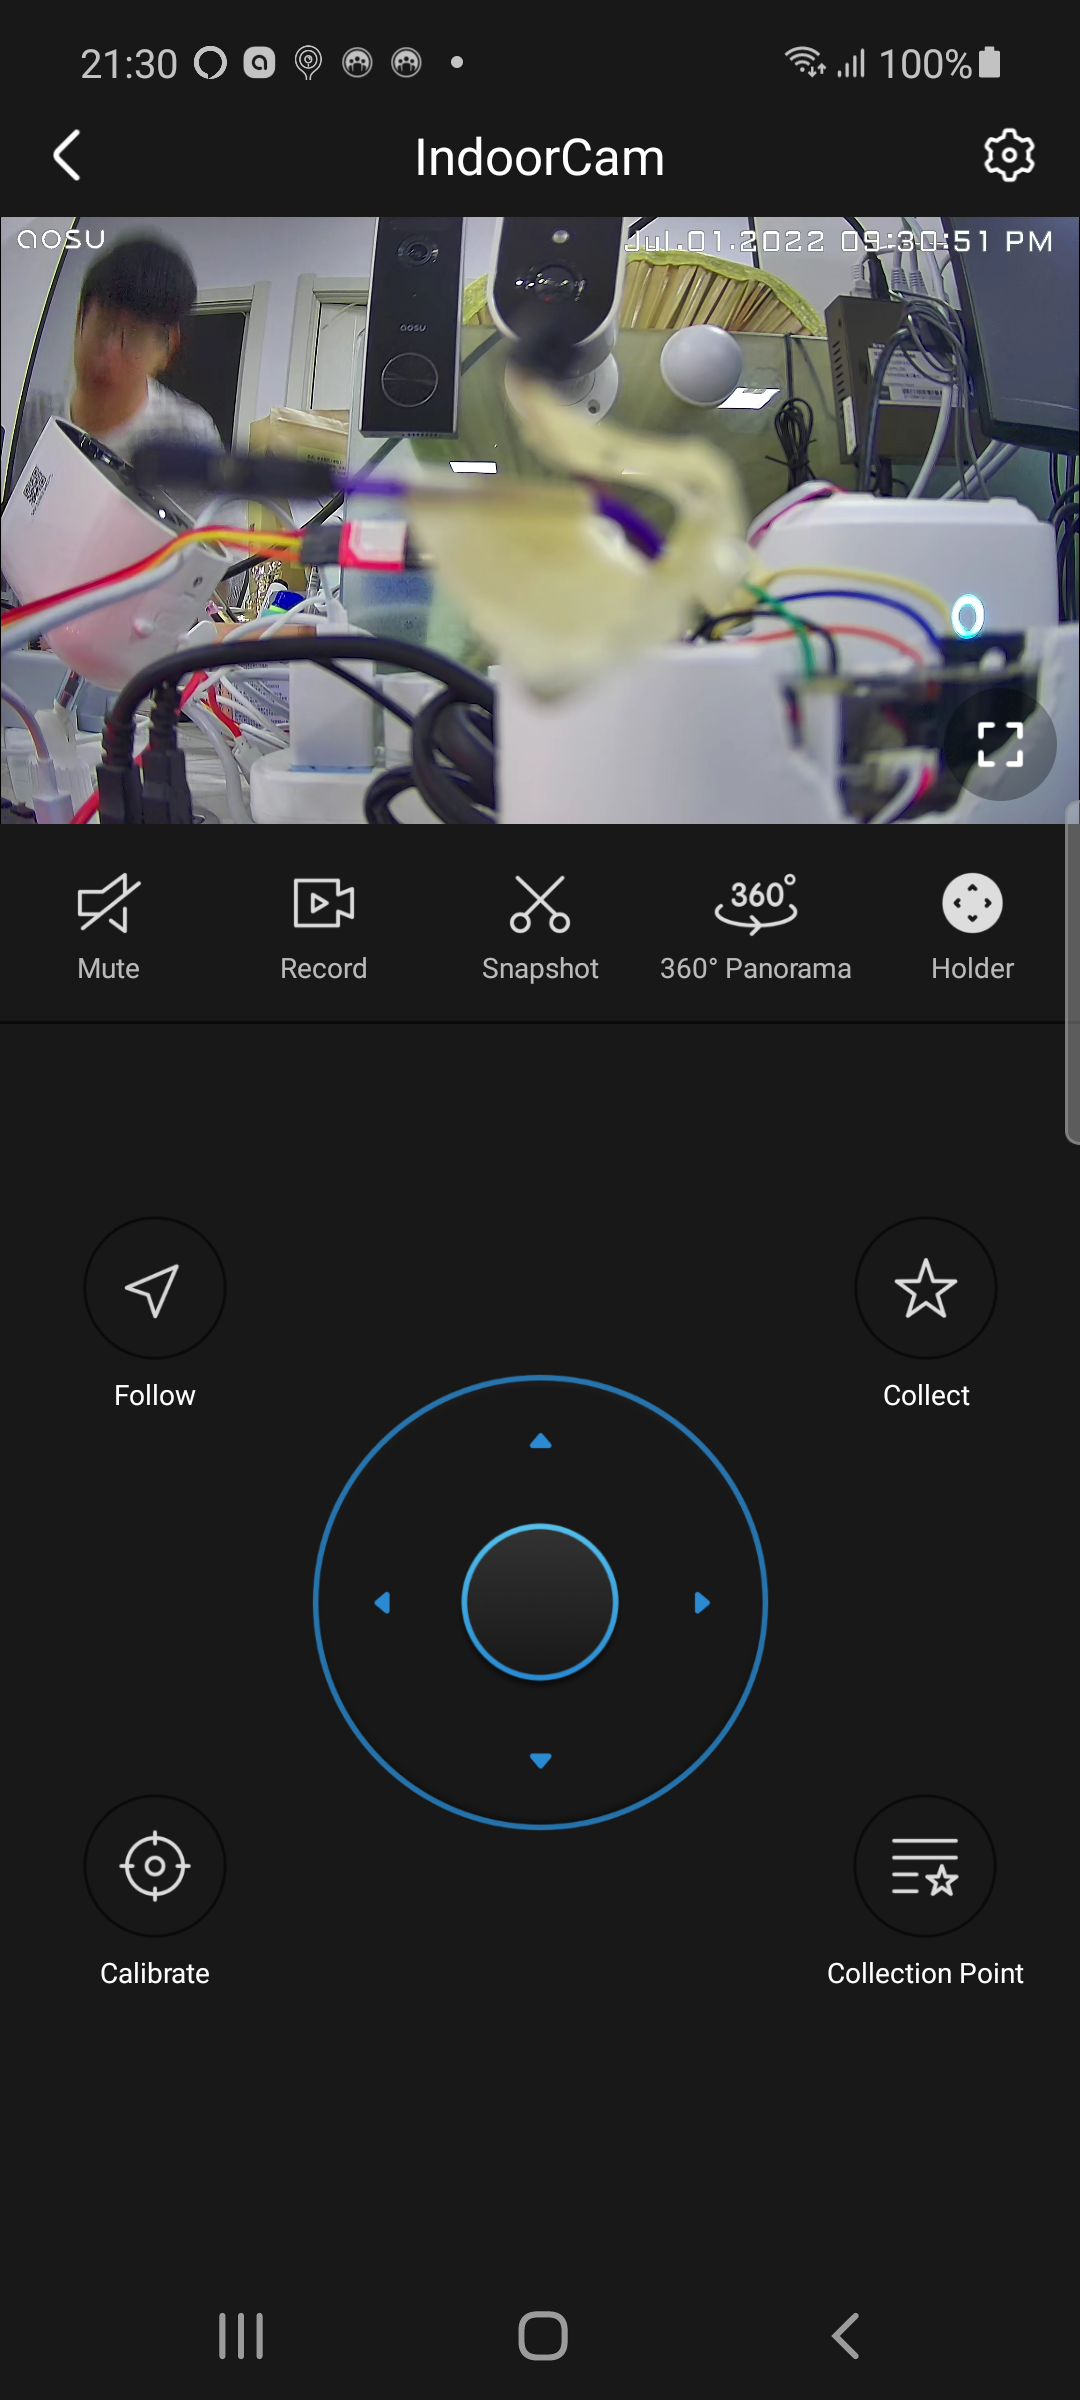 21:30
100%
IndoorCam
aosu
Jul.01.2022 09:30:51 PM
aosu
Mute
Record
360°
Snapshot
360° Panorama
Holder
Follow
Collect
Calibrate
Collection Point